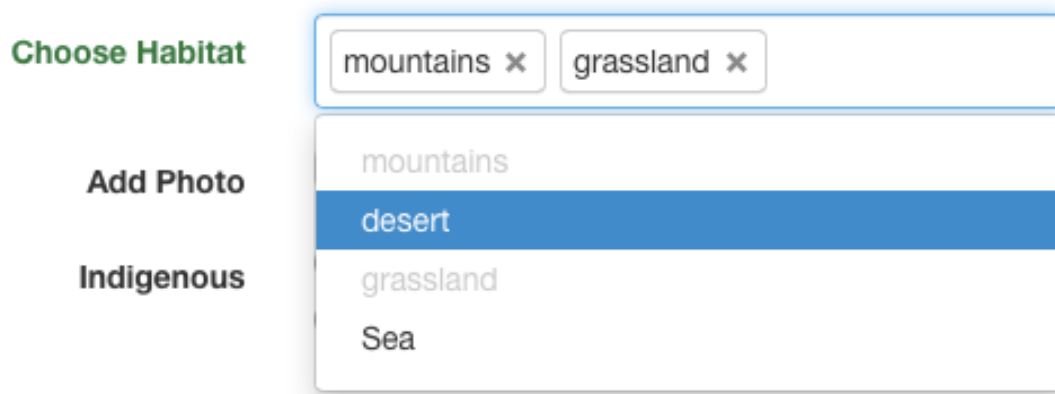 Choose Habitat
mountains × grassland ×
mountains
Add Photo
desert
Indigenous
grassland
Sea